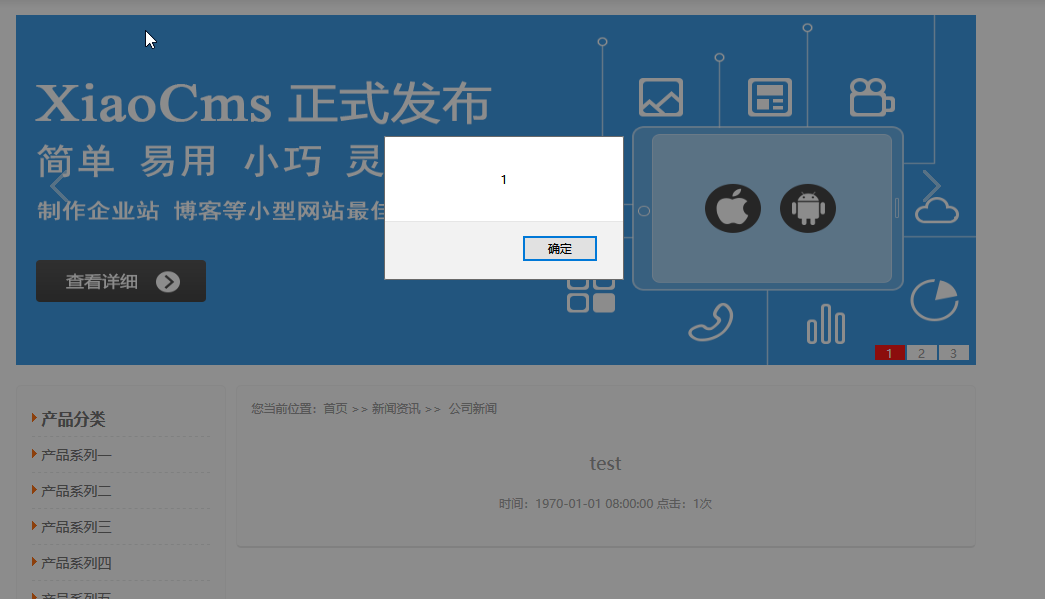 XiaoCms 正式发布
简单 易用 小巧 灵
制作企业站 博客等小型网站最佳
查看详细
1
确定
1 2 3
产品分类
产品系列一
产品系列二
产品系列三
产品系列四
产品系列五
您当前位置：首页 >> 新闻资讯 >> 公司新闻
test
时间：1970-01-01 08:00:00 点击：1次